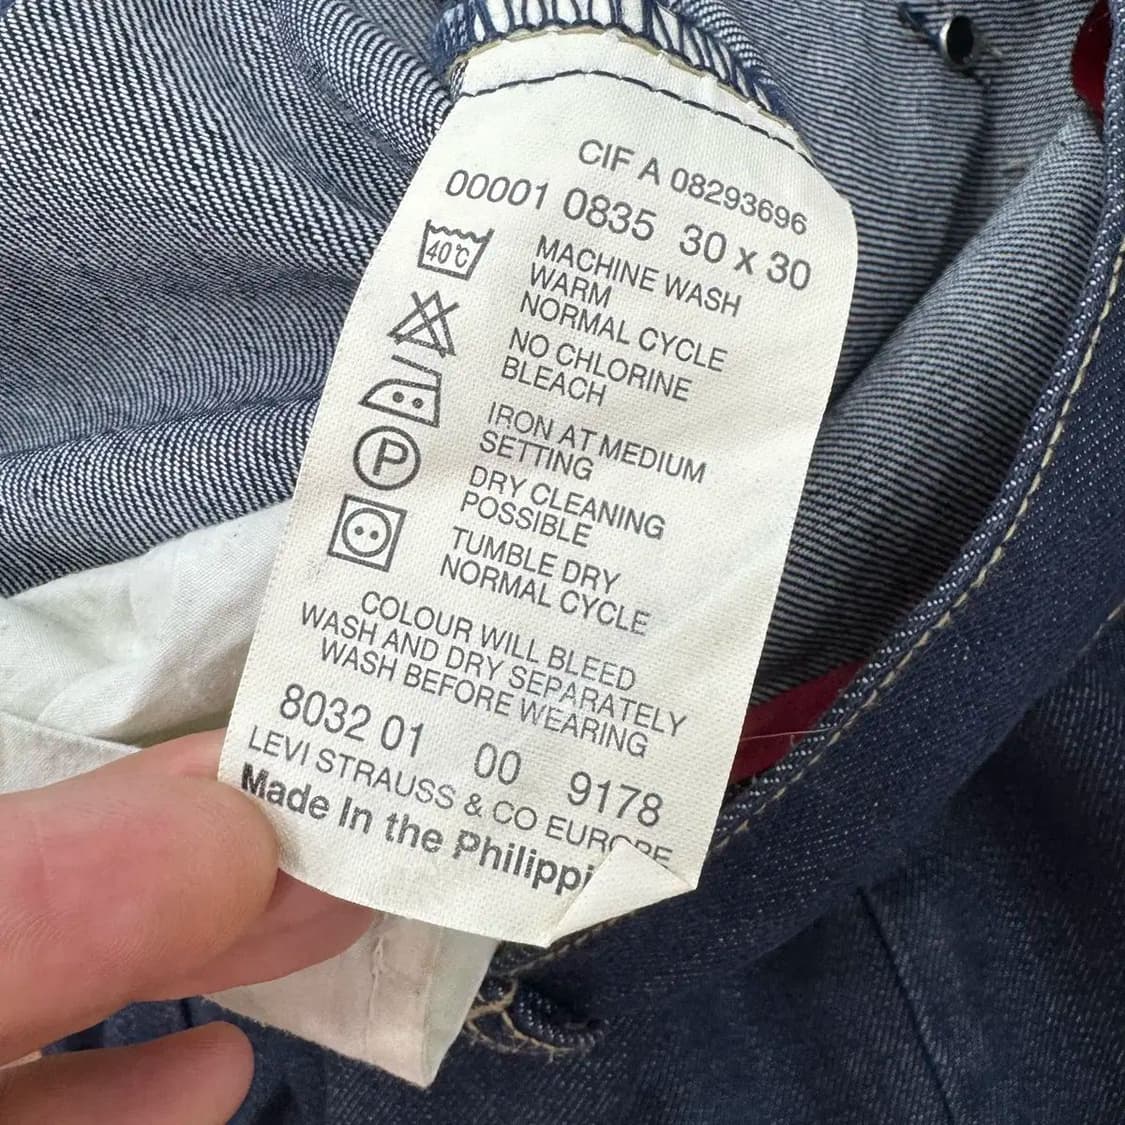 CIF A 08293696
00001 0835 30 x 30
40°C
MACHINE WASH
WARM
NORMAL CYCLE
NO CHLORINE
BLEACH
IRON AT MEDIUM
SETTING
P
DRY CLEANING
POSSIBLE
TUMBLE DRY
NORMAL CYCLE
COLOUR WILL BLEED
WASH AND DRY SEPARATELY
WASH BEFORE WEARING
8032 01 00 9178
LEVI STRAUSS & CO EUROPE
Made In the Philippi